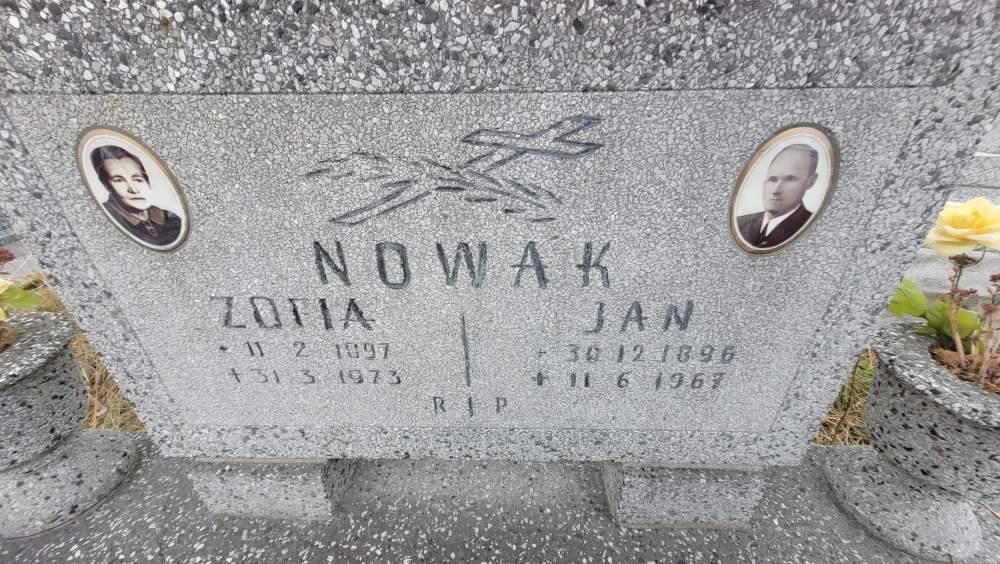 NOWAK
ZOFIA
* 11 2 1897
+ 31 3 1973
JAN
* 30 12 1896
+ 11 6 1967
R I P